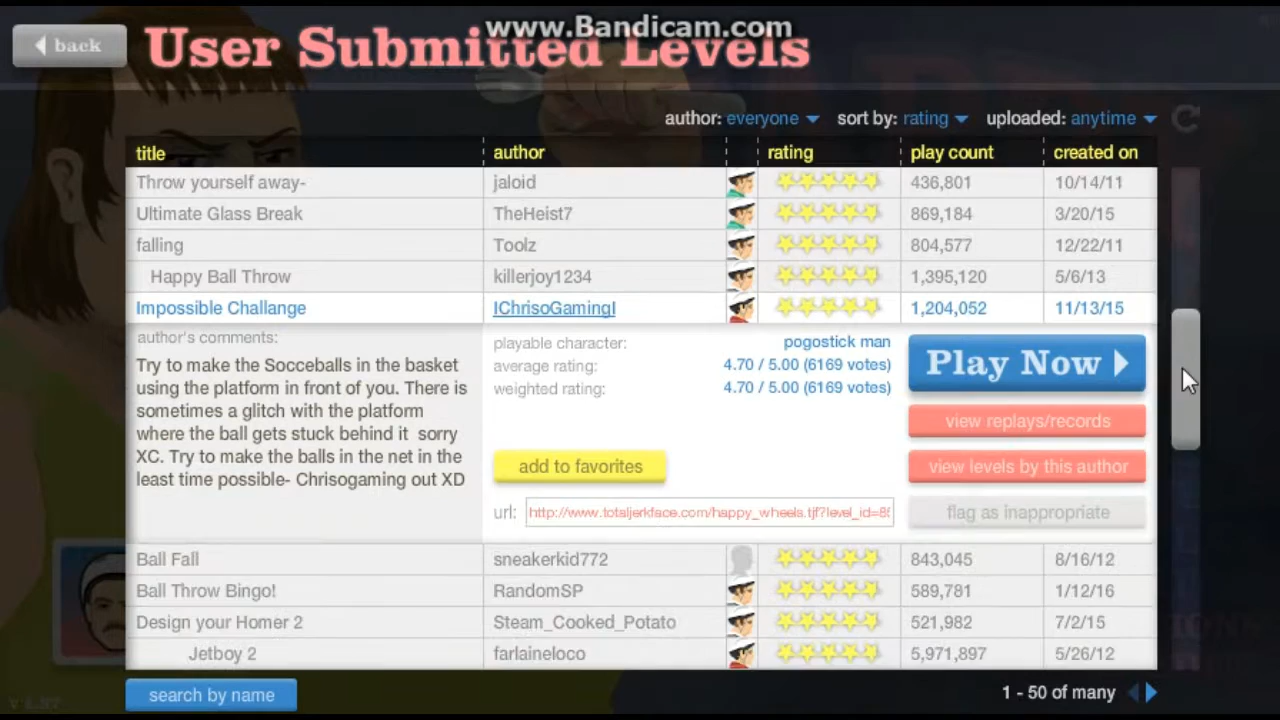 www.Bandicam.com
back
User Submitted Levels
author: everyone sort by: rating uploaded: anytime
title author rating play count created on
Throw yourself away- jaloid 436,801 10/14/11
Ultimate Glass Break TheHeist7 869,184 3/20/15
falling Toolz 804,577 12/22/11
Happy Ball Throw killerjoy1234 1,395,120 5/6/13
Impossible Challange IChrisoGamingI 1,204,052 11/13/15
author's comments:
Try to make the Socceballs in the basket
using the platform in front of you. There is
sometimes a glitch with the platform
where the ball gets stuck behind it sorry
XC. Try to make the balls in the net in the
least time possible- Chrisogaming out XD
playable character: pogostick man
average rating: 4.70 / 5.00 (6169 votes)
weighted rating: 4.70 / 5.00 (6169 votes)
add to favorites
url: http://www.totaljerkface.com/happy_wheels.tjf?level_id=8
Play Now
view replays/records
view levels by this author
flag as inappropriate
Ball Fall sneakerkid772 843,045 8/16/12
Ball Throw Bingo! RandomSP 589,781 1/12/16
Design your Homer 2 Steam_Cooked_Potato 521,982 7/2/15
Jetboy 2 farlaineloco 5,971,897 5/26/12
search by name
1 - 50 of many